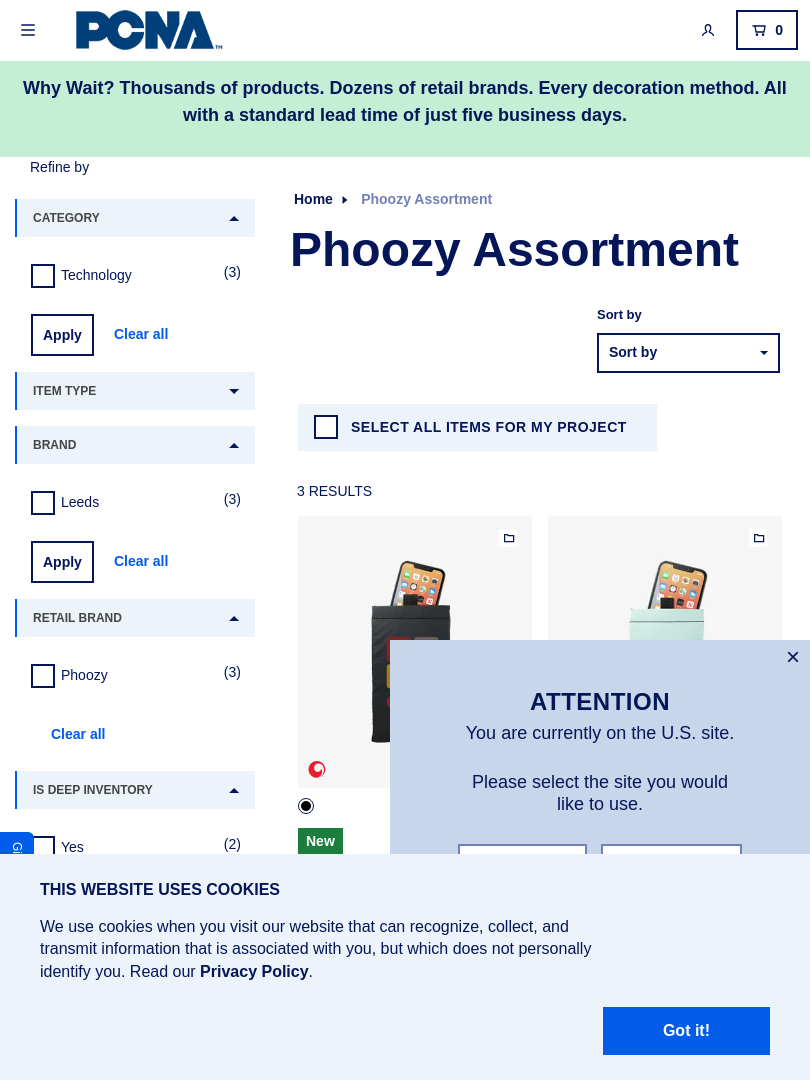 PCNA™
0
Why Wait? Thousands of products. Dozens of retail brands. Every decoration method. All
with a standard lead time of just five business days.
Refine by
CATEGORY
Technology
(3)
Apply
Clear all
ITEM TYPE
BRAND
Leeds
(3)
Apply
Clear all
RETAIL BRAND
Phoozy
(3)
Clear all
IS DEEP INVENTORY
Yes
(2)
Home
Phoozy Assortment
Phoozy Assortment
Sort by
Sort by
SELECT ALL ITEMS FOR MY PROJECT
3 RESULTS
New
ATTENTION
You are currently on the U.S. site.
Please select the site you would
like to use.
THIS WEBSITE USES COOKIES
We use cookies when you visit our website that can recognize, collect, and
transmit information that is associated with you, but which does not personally
identify you. Read our Privacy Policy.
Got it!